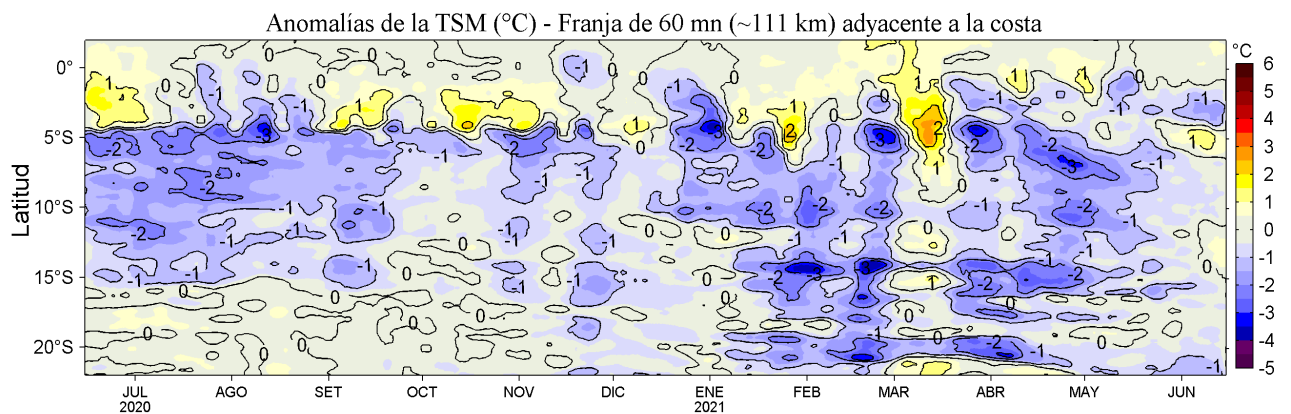 Anomalías de la TSM (°C) - Franja de 60 mn (~111 km) adyacente a la costa
°C
Latitud
0°
5°S
10°S
15°S
20°S
JUL AGO SET OCT NOV DIC ENE FEB MAR ABR MAY JUN
2020 2021
6
5
4
3
2
1
0
-1
-2
-3
-4
-5